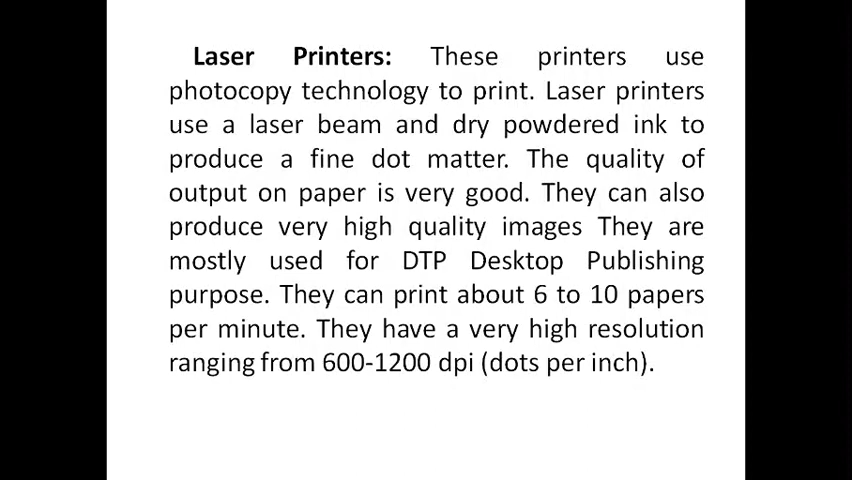 Laser Printers: These printers use
photocopy technology to print. Laser printers
use a laser beam and dry powdered ink to
produce a fine dot matter. The quality of
output on paper is very good. They can also
produce very high quality images They are
mostly used for DTP Desktop Publishing
purpose. They can print about 6 to 10 papers
per minute. They have a very high resolution
ranging from 600-1200 dpi (dots per inch).